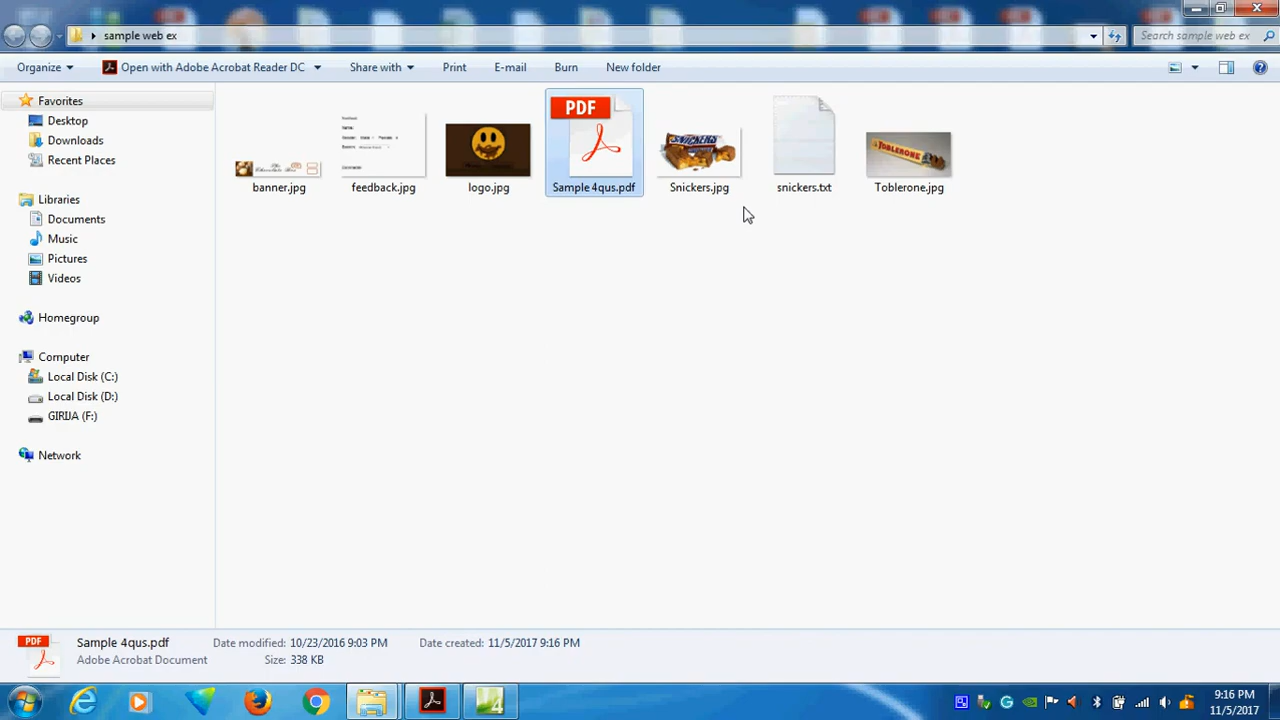 sample web ex
Search sample web ex
Organize
Open with Adobe Acrobat Reader DC
Share with
Print
E-mail
Burn
New folder
Favorites
Desktop
Downloads
Recent Places
Libraries
Documents
Music
Pictures
Videos
Homegroup
Computer
Local Disk (C:)
Local Disk (D:)
GIRIJA (F:)
Network
PDF
SNICKERS
TOBLERONE
banner.jpg
feedback.jpg
logo.jpg
Sample 4qus.pdf
Snickers.jpg
snickers.txt
Toblerone.jpg
PDF
Sample 4qus.pdf
Date modified: 10/23/2016 9:03 PM
Date created: 11/5/2017 9:16 PM
Adobe Acrobat Document
Size: 338 KB
4
9:16 PM
11/5/2017